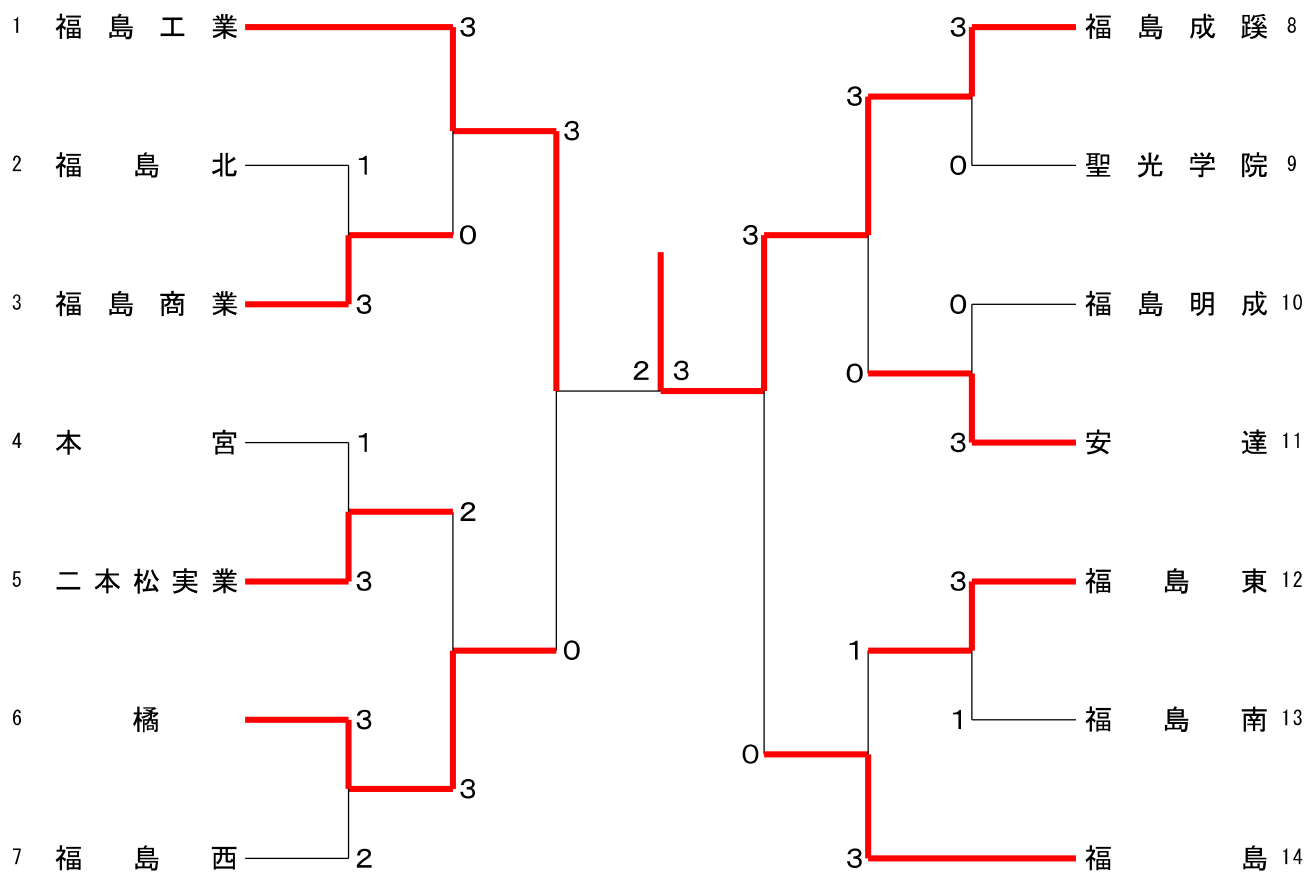 1 福島工業 3 3 福島成蹊 8
3
3
2 福島北 1 0 聖光学院 9
0 3
3 福島商業 3 0 福島明成 10
2 3 0
4 本宮 1 3 安達 11
2
5 二本松実業 3 3 福島東 12
0 1
6 橘 3 1 福島南 13
0
3
7 福島西 2 3 福島 14